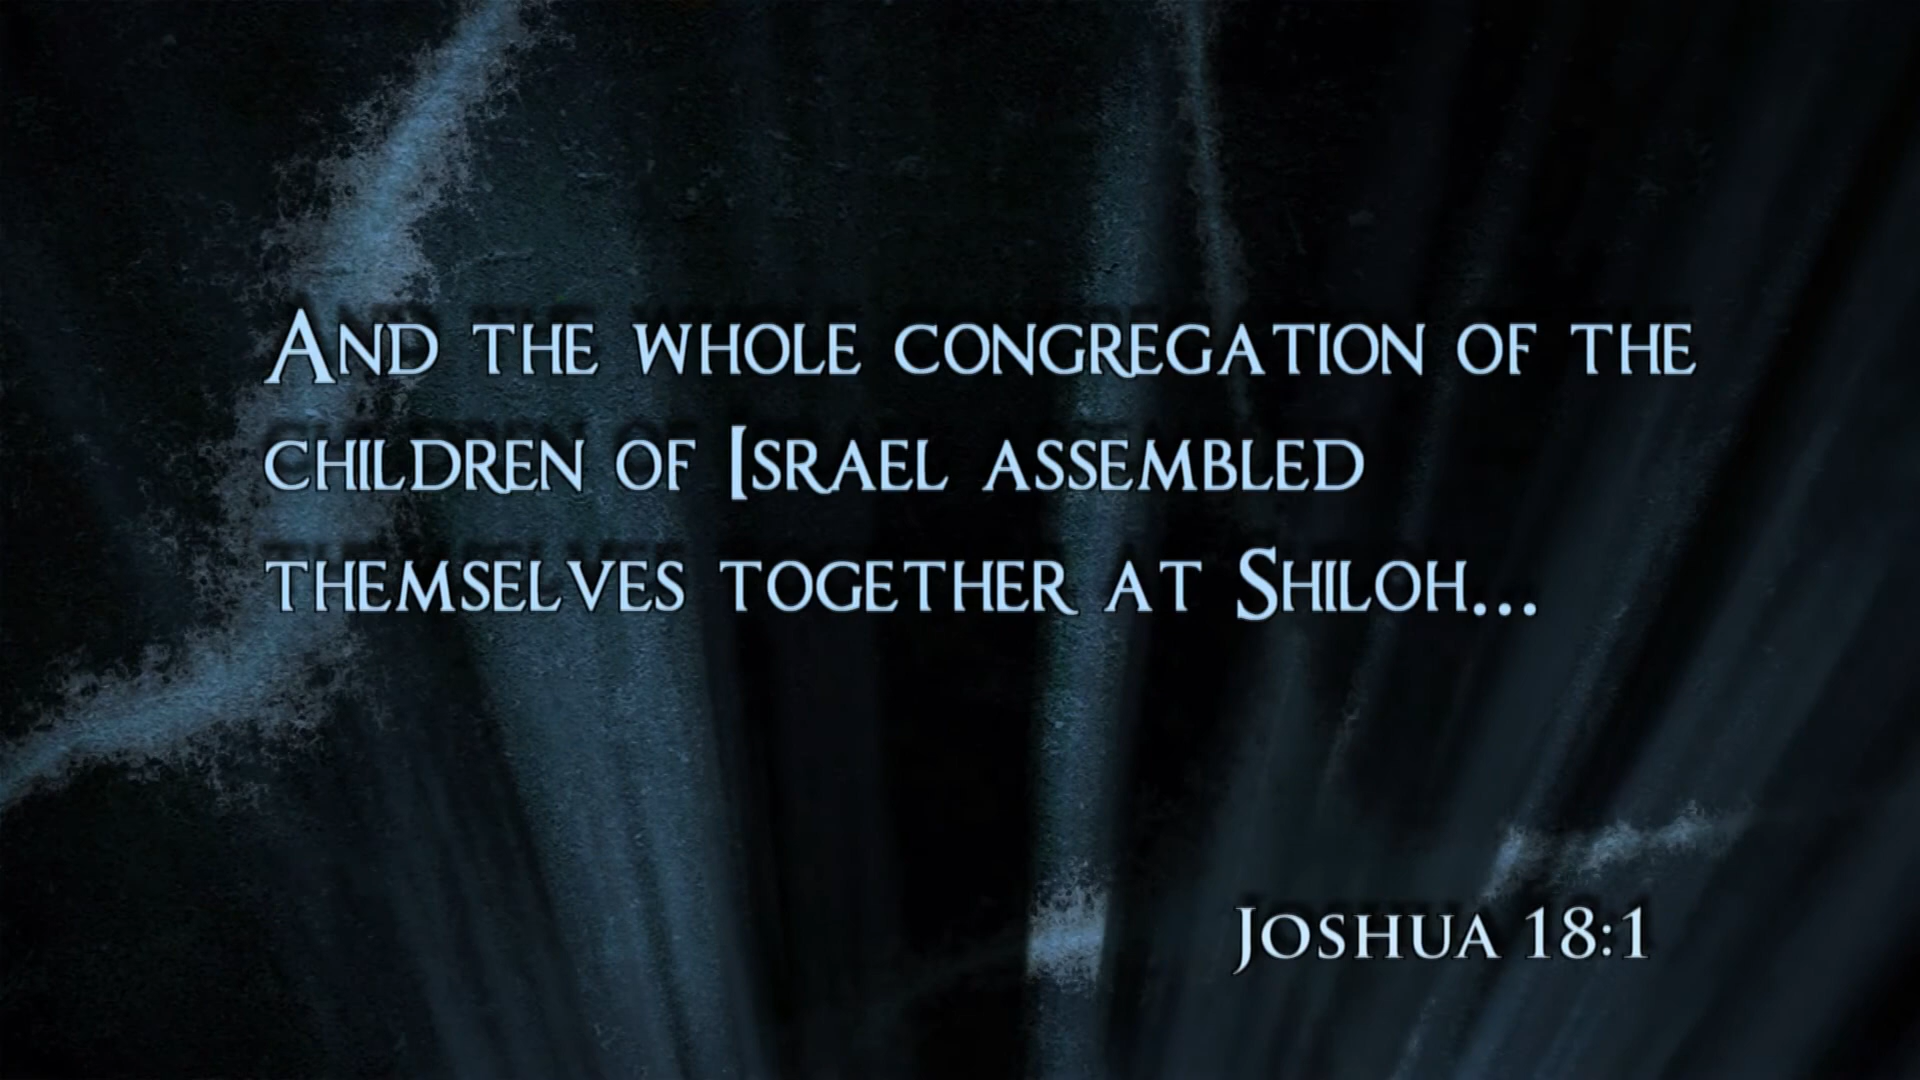 And the whole congregation of the
children of Israel assembled
themselves together at Shiloh...
Joshua 18:1